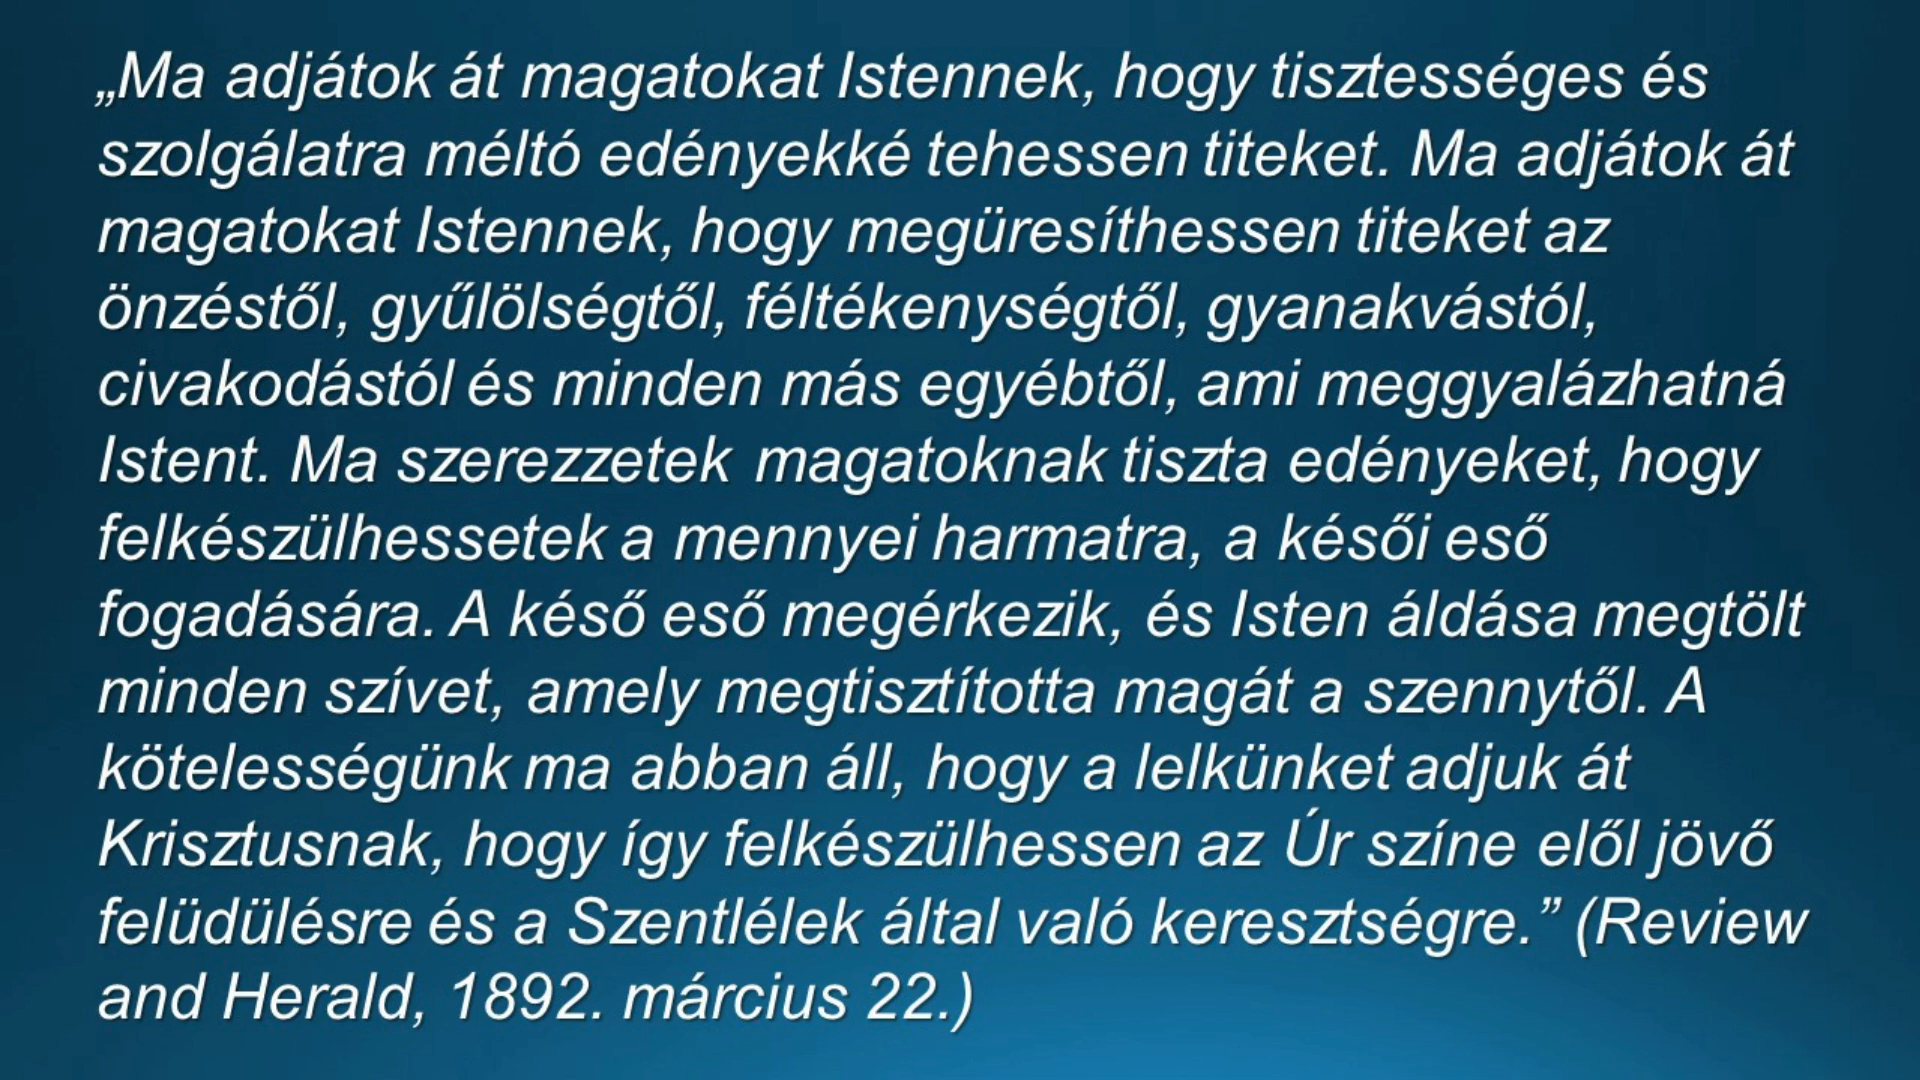 „Ma adjátok át magatokat Istennek, hogy tisztességes és
szolgálatra méltó edényekké tehessen titeket. Ma adjátok át
magatokat Istennek, hogy megüresíthessen titeket az
önzéstől, gyűlölségtől, féltékenységtől, gyanakvástól,
civakodástól és minden más egyébtől, ami meggyalázhatná
Istent. Ma szerezzetek magatoknak tiszta edényeket, hogy
felkészülhessetek a mennyei harmatra, a késői eső
fogadására. A késő eső megérkezik, és Isten áldása megtölt
minden szívet, amely megtisztította magát a szennytől. A
kötelességünk ma abban áll, hogy a lelkünket adjuk át
Krisztusnak, hogy így felkészülhessen az Úr színe elől jövő
felüdülésre és a Szentlélek által való keresztségre.” (Review
and Herald, 1892. március 22.)